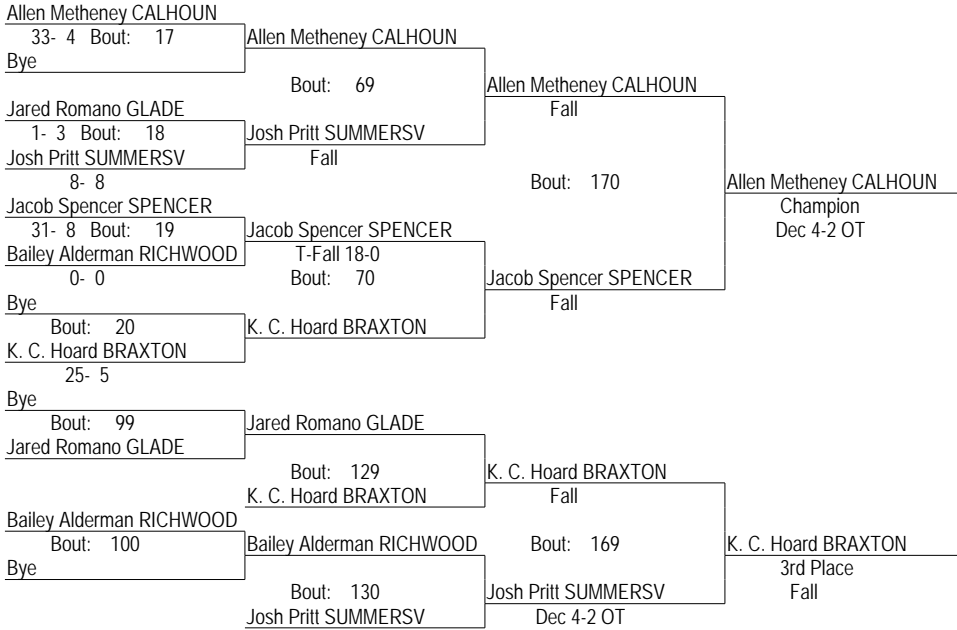 Allen Metheney CALHOUN
33- 4 Bout: 17
Allen Metheney CALHOUN
Bye
Bout: 69
Allen Metheney CALHOUN
Fall
Jared Romano GLADE
1- 3 Bout: 18
Josh Pritt SUMMERSV
Josh Pritt SUMMERSV
Fall
8- 8
Bout: 170
Allen Metheney CALHOUN
Champion
Dec 4-2 OT
Jacob Spencer SPENCER
31- 8 Bout: 19
Jacob Spencer SPENCER
Bailey Alderman RICHWOOD
T-Fall 18-0
0- 0
Bout: 70
Jacob Spencer SPENCER
Fall
Bye
Bout: 20
K. C. Hoard BRAXTON
K. C. Hoard BRAXTON
25- 5
Bye
Bout: 99
Jared Romano GLADE
Jared Romano GLADE
Bout: 129
K. C. Hoard BRAXTON
K. C. Hoard BRAXTON
Fall
Bailey Alderman RICHWOOD
Bout: 100
Bailey Alderman RICHWOOD
Bout: 169
K. C. Hoard BRAXTON
Bye
3rd Place
Fall
Bout: 130
Josh Pritt SUMMERSV
Josh Pritt SUMMERSV
Dec 4-2 OT